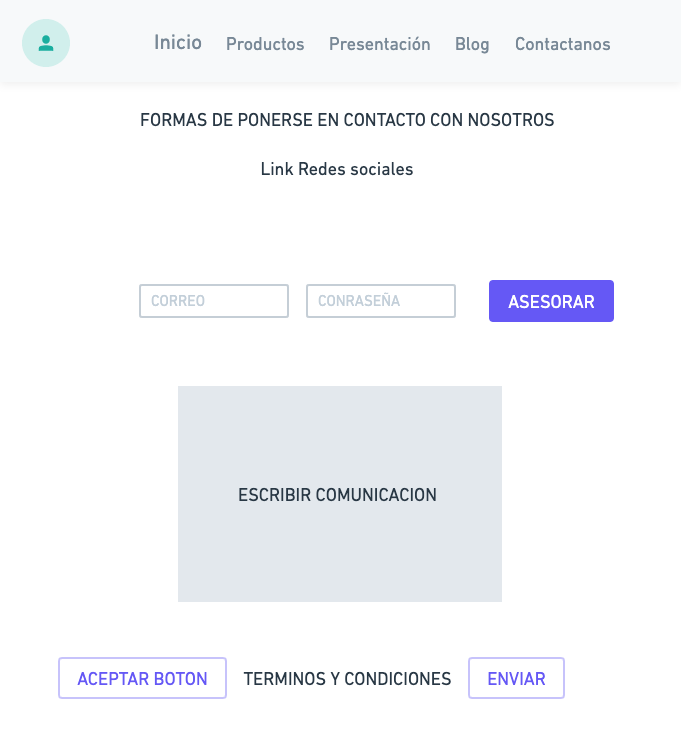 Inicio Productos Presentación Blog Contactanos
FORMAS DE PONERSE EN CONTACTO CON NOSOTROS
Link Redes sociales
CORREO CONRASEÑA ASESORAR
ESCRIBIR COMUNICACION
ACEPTAR BOTON TERMINOS Y CONDICIONES ENVIAR